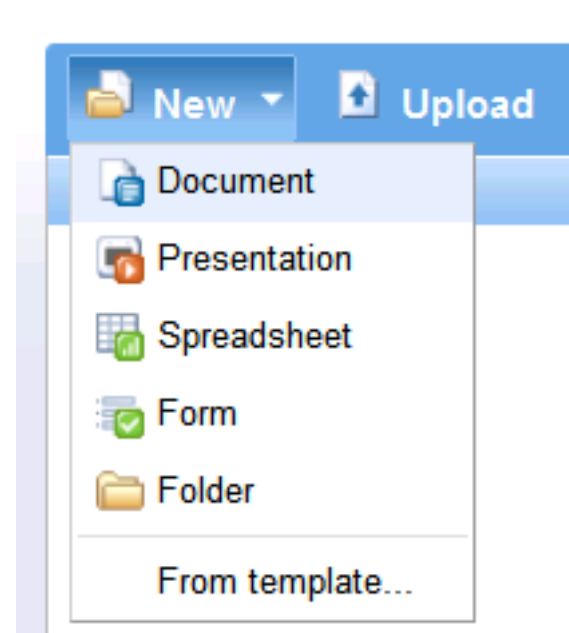 New Upload
Document
Presentation
Spreadsheet
Form
Folder
From template...